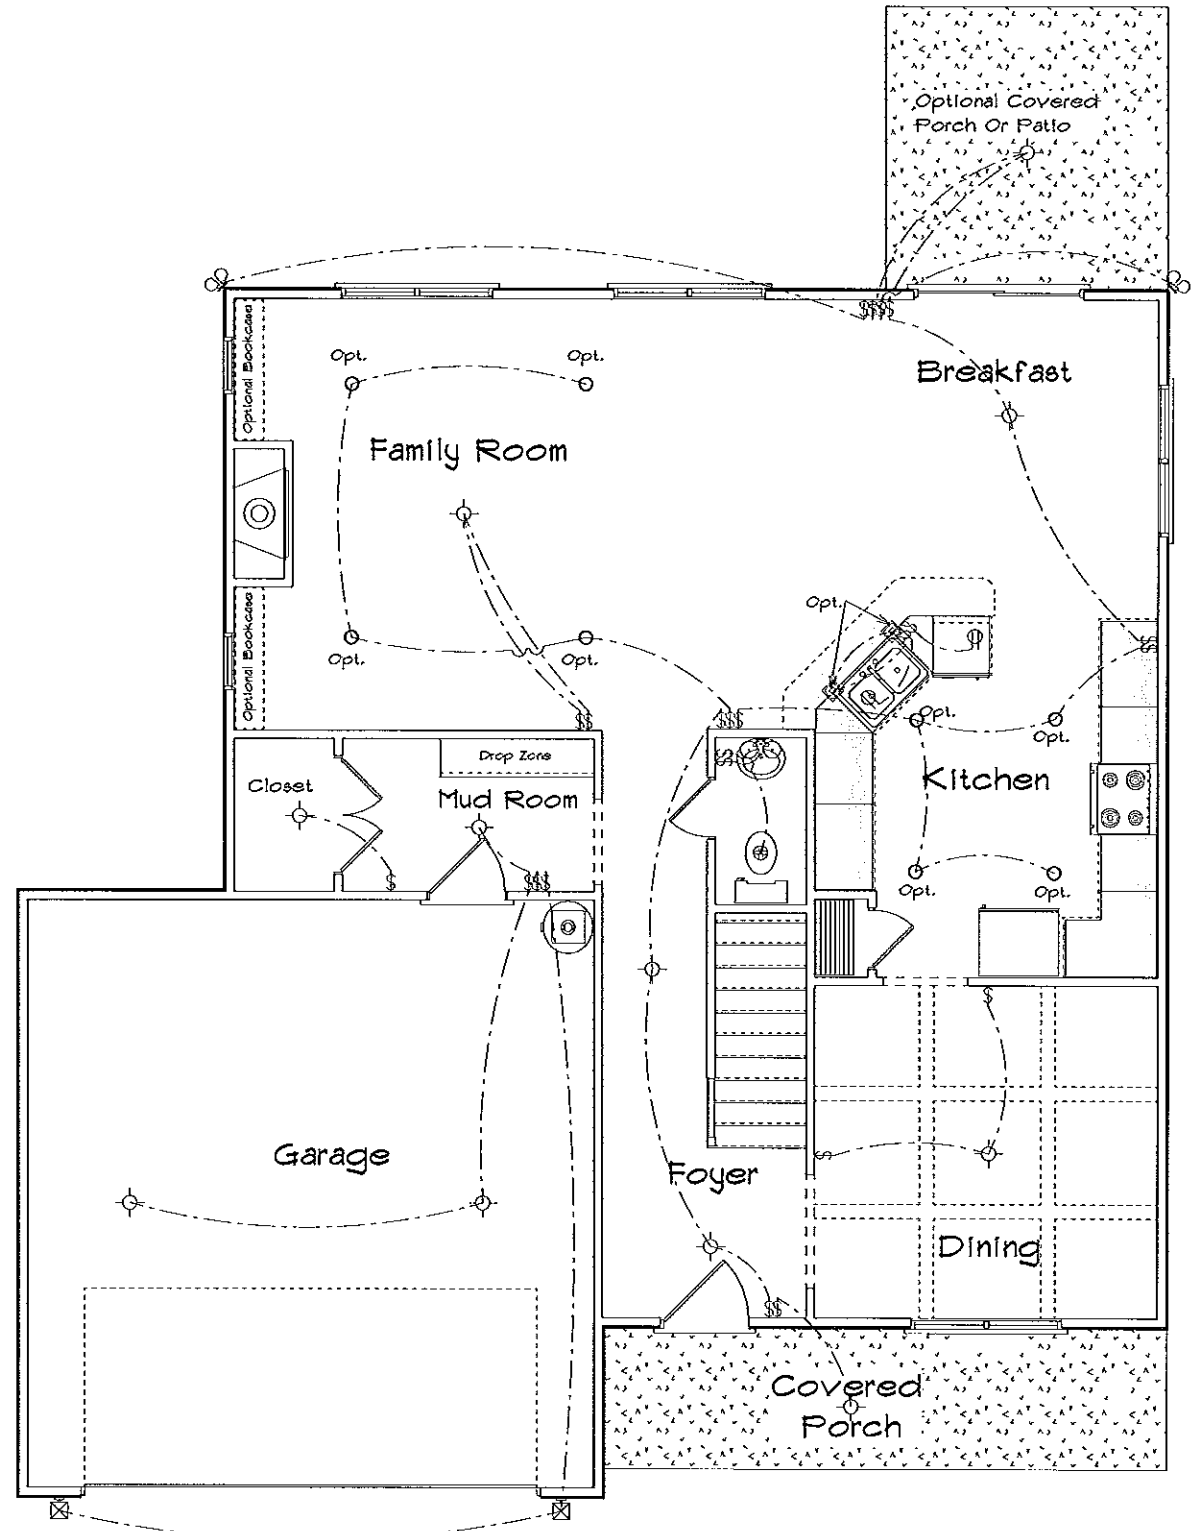 Optional Covered
Porch Or Patio
Optional Bookcase
Opt.
Opt.
Breakfast
Family Room
Opt.
Optional Bookcase
Opt.
Opt.
Opt.
Opt.
Drop Zone
Closet
Mud Room
Kitchen
Opt.
Opt.
Garage
Foyer
Dining
Covered
Porch